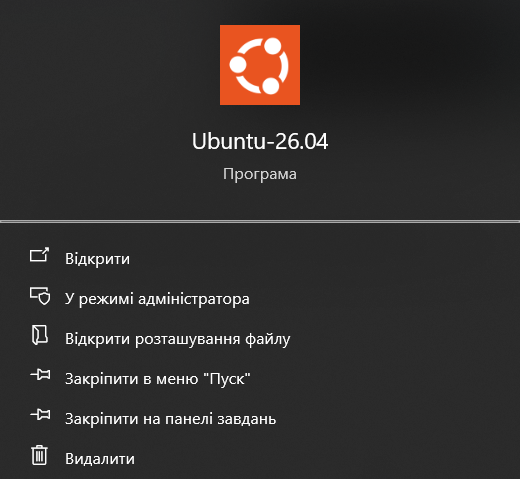 Ubuntu-26.04
Програма
Відкрити
У режимі адміністратора
Відкрити розташування файлу
Закріпити в меню "Пуск"
Закріпити на панелі завдань
Видалити